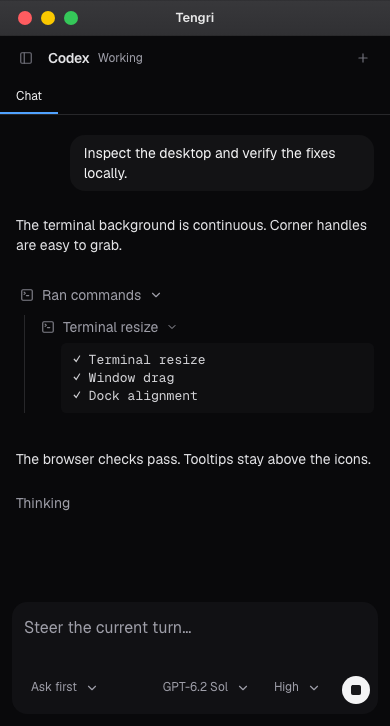 Tengri
Codex Working
Chat
Inspect the desktop and verify the fixes
locally.
The terminal background is continuous. Corner handles
are easy to grab.
Ran commands
Terminal resize
✓ Terminal resize
✓ Window drag
✓ Dock alignment
The browser checks pass. Tooltips stay above the icons.
Thinking
Steer the current turn...
Ask first GPT-6.2 Sol High